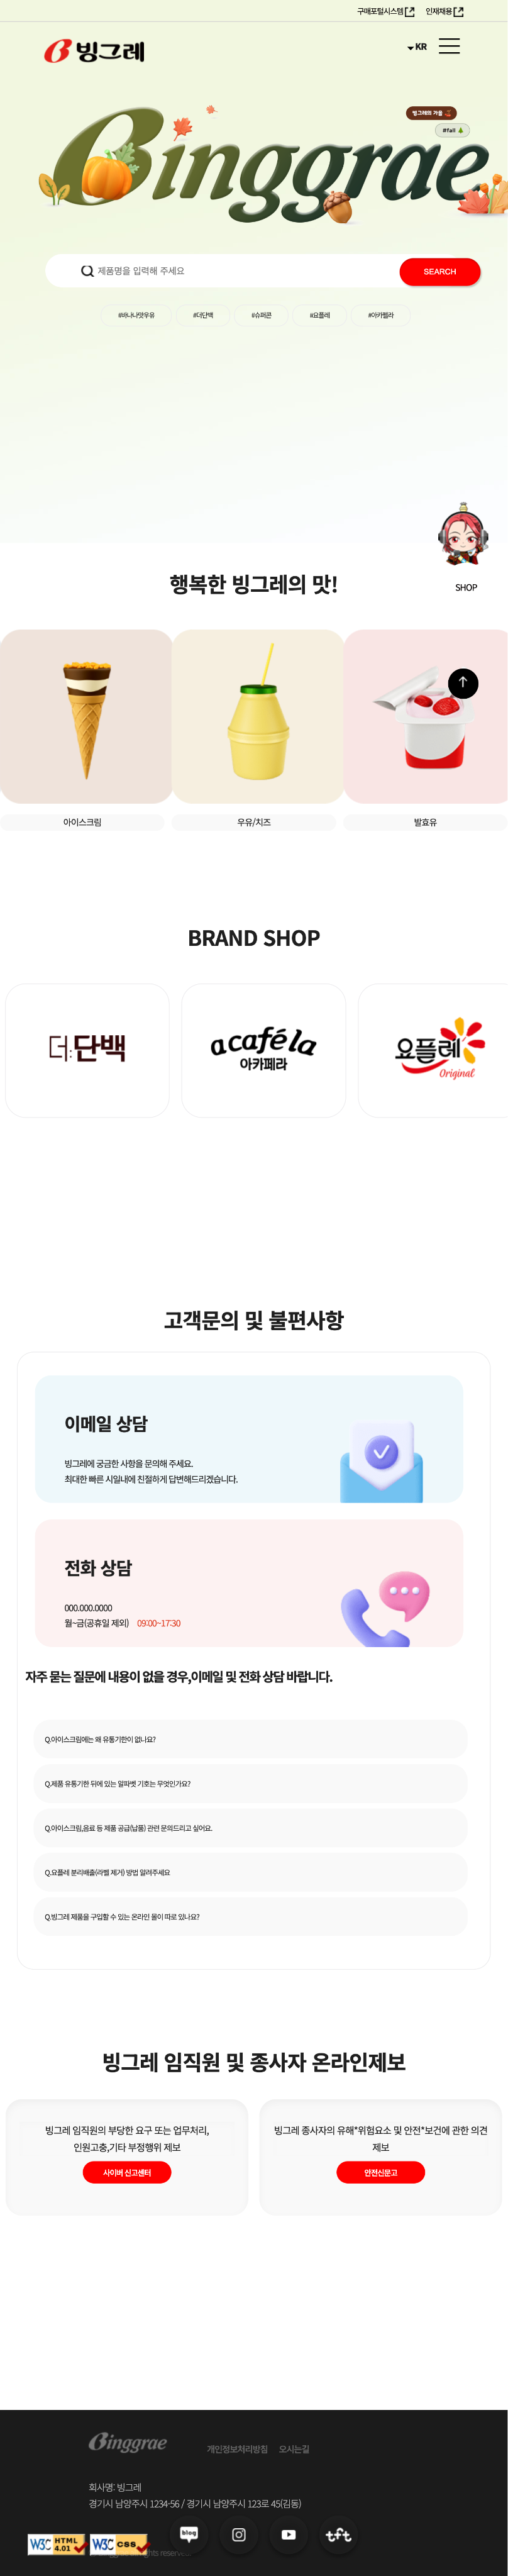 구매포털시스템 인재채용
빙그레
KR
빙그레의 가을
#fall
Binggrae
제품명을 입력해 주세요
SEARCH
#바나나맛우유 #더단백 #슈퍼콘 #요플레 #아카펠라
SHOP
행복한 빙그레의 맛!
아이스크림 우유/치즈 발효유
BRAND SHOP
더:단백
acaféla
아카페라
요플레
Original
고객문의 및 불편사항
이메일 상담
빙그레에 궁금한 사항을 문의해 주세요.
최대한 빠른 시일내에 친절하게 답변해드리겠습니다.
전화 상담
000.000.0000
월~금(공휴일 제외) 09:00~17:30
자주 묻는 질문에 내용이 없을 경우,이메일 및 전화 상담 바랍니다.
Q.아이스크림에는 왜 유통기한이 없나요?
Q.제품 유통기한 뒤에 있는 알파벳 기호는 무엇인가요?
Q.아이스크림,음료 등 제품 공급(납품) 관련 문의드리고 싶어요.
Q.요플레 분리배출(라벨 제거) 방법 알려주세요
Q.빙그레 제품을 구입할 수 있는 온라인 몰이 따로 있나요?
빙그레 임직원 및 종사자 온라인제보
빙그레 임직원의 부당한 요구 또는 업무처리,
인원고충,기타 부정행위 제보
사이버 신고센터
빙그레 종사자의 유해*위험요소 및 안전*보건에 관한 의견
제보
안전신문고
Binggrae
개인정보처리방침 오시는길
회사명: 빙그레
경기시 남양주시 1234-56 / 경기시 남양주시 123로 45(김동)
blog
W3C HTML 4.01
W3C CSS